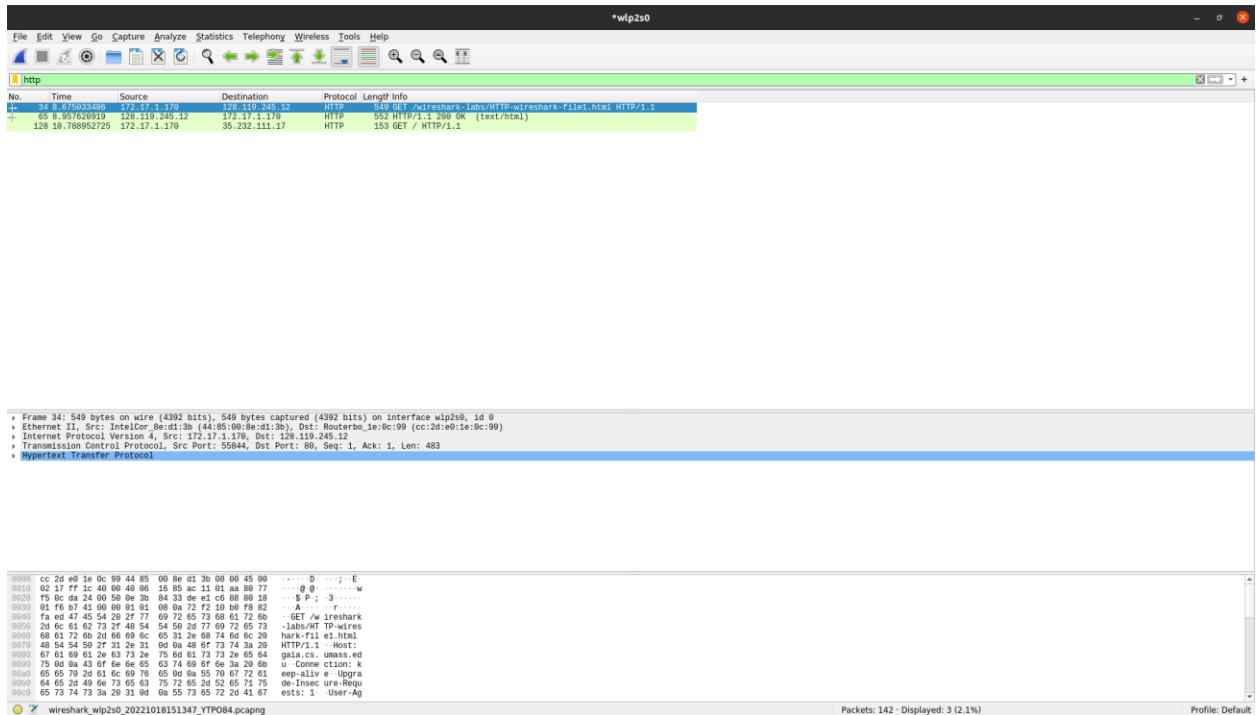 *wlp2s0
File Edit View Go Capture Analyze Statistics Telephony Wireless Tools Help
http
No. Time Source Destination Protocol Length Info
34 8.675033406 172.17.1.170 128.119.245.12 HTTP 549 GET /wireshark-labs/HTTP-wireshark-file1.html HTTP/1.1
65 8.957620919 128.119.245.12 172.17.1.170 HTTP 552 HTTP/1.1 200 OK (text/html)
128 10.788952725 172.17.1.170 35.232.111.17 HTTP 153 GET / HTTP/1.1
Frame 34: 549 bytes on wire (4392 bits), 549 bytes captured (4392 bits) on interface wlp2s0, id 0
Ethernet II, Src: IntelCor_8e:d1:3b (44:85:00:8e:d1:3b), Dst: Routerbo_1e:0c:99 (cc:2d:e0:1e:0c:99)
Internet Protocol Version 4, Src: 172.17.1.170, Dst: 128.119.245.12
Transmission Control Protocol, Src Port: 55844, Dst Port: 80, Seq: 1, Ack: 1, Len: 483
Hypertext Transfer Protocol
0000 cc 2d e0 1e 0c 99 44 85 00 8e d1 3b 08 00 45 00 ·-····D· ···;··E·
0010 02 17 ff 1c 40 00 40 06 16 85 ac 11 01 aa 80 77 ····@·@· ·······w
0020 f5 0c da 24 00 50 0e 3b 84 33 de e1 c6 88 80 18 ···$·P·; ·3······
0030 01 f6 b7 41 00 00 01 01 08 0a 72 f2 10 b0 f8 82 ···A···· ··r·····
0040 fa ed 47 45 54 20 2f 77 69 72 65 73 68 61 72 6b ··GET /w ireshark
0050 2d 6c 61 62 73 2f 48 54 54 50 2d 77 69 72 65 73 -labs/HT TP-wires
0060 68 61 72 6b 2d 66 69 6c 65 31 2e 68 74 6d 6c 20 hark-fil e1.html
0070 48 54 54 50 2f 31 2e 31 0d 0a 48 6f 73 74 3a 20 HTTP/1.1 ··Host:
0080 67 61 69 61 2e 63 73 2e 75 6d 61 73 73 2e 65 64 gaia.cs. umass.ed
0090 75 0d 0a 43 6f 6e 6e 65 63 74 69 6f 6e 3a 20 6b u··Conne ction: k
00a0 65 65 70 2d 61 6c 69 76 65 0d 0a 55 70 67 72 61 eep-aliv e··Upgra
00b0 64 65 2d 49 6e 73 65 63 75 72 65 2d 52 65 71 75 de-Insec ure-Requ
00c0 65 73 74 73 3a 20 31 0d 0a 55 73 65 72 2d 41 67 ests: 1· ·User-Ag
wireshark_wlp2s0_20221018151347_YTPO84.pcapng Packets: 142 · Displayed: 3 (2.1%) Profile: Default